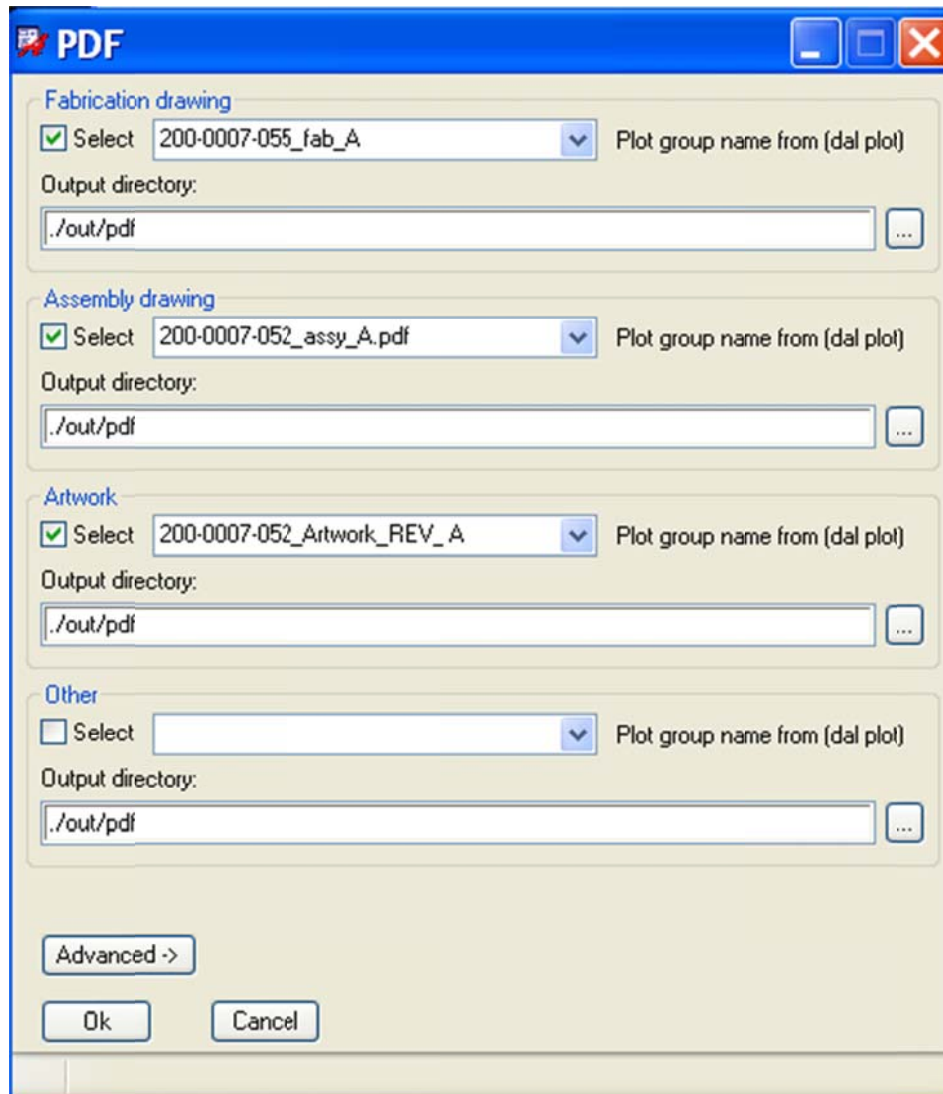 PDF
Fabrication drawing
Select 200-0007-055_fab_A Plot group name from (dal plot)
Output directory:
./out/pdf ...
Assembly drawing
Select 200-0007-052_assy_A.pdf Plot group name from (dal plot)
Output directory:
./out/pdf ...
Artwork
Select 200-0007-052_Artwork_REV_ A Plot group name from (dal plot)
Output directory:
./out/pdf ...
Other
Select Plot group name from (dal plot)
Output directory:
./out/pdf ...
Advanced ->
Ok Cancel